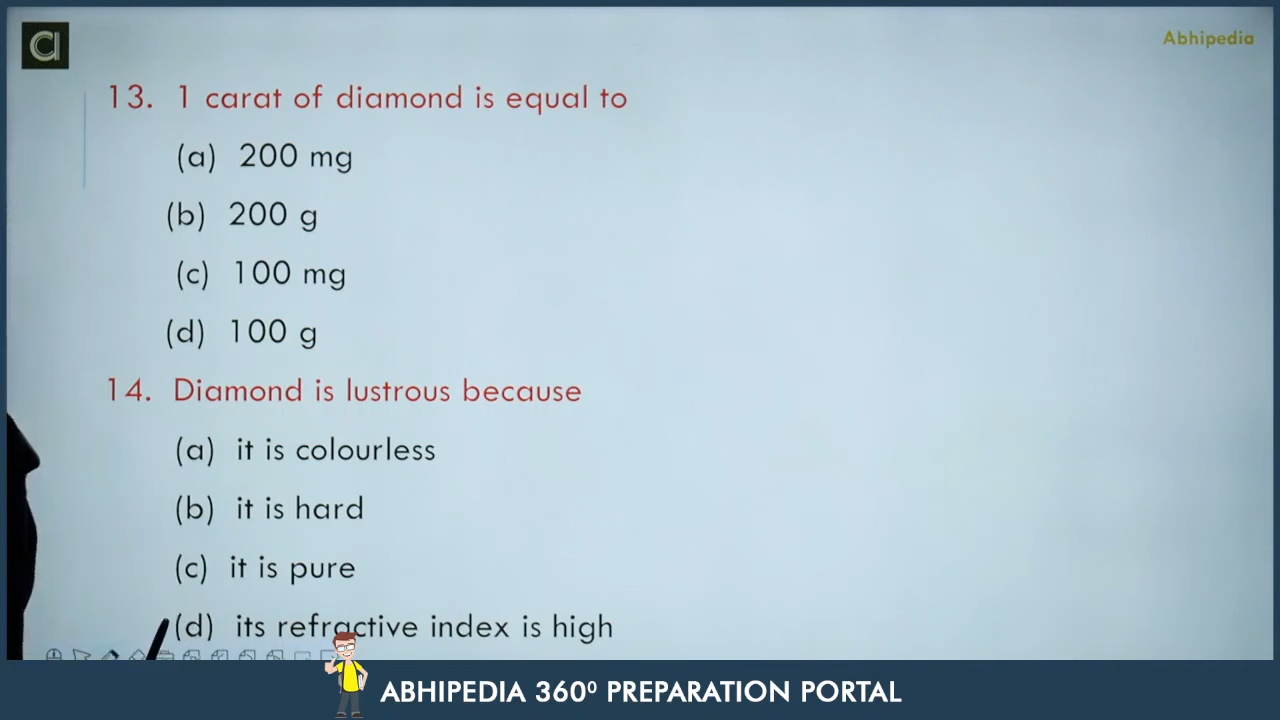 Abhipedia
13. 1 carat of diamond is equal to
(a) 200 mg
(b) 200 g
(c) 100 mg
(d) 100 g
14. Diamond is lustrous because
(a) it is colourless
(b) it is hard
(c) it is pure
(d) its refractive index is high
ABHIPEDIA 360⁰ PREPARATION PORTAL